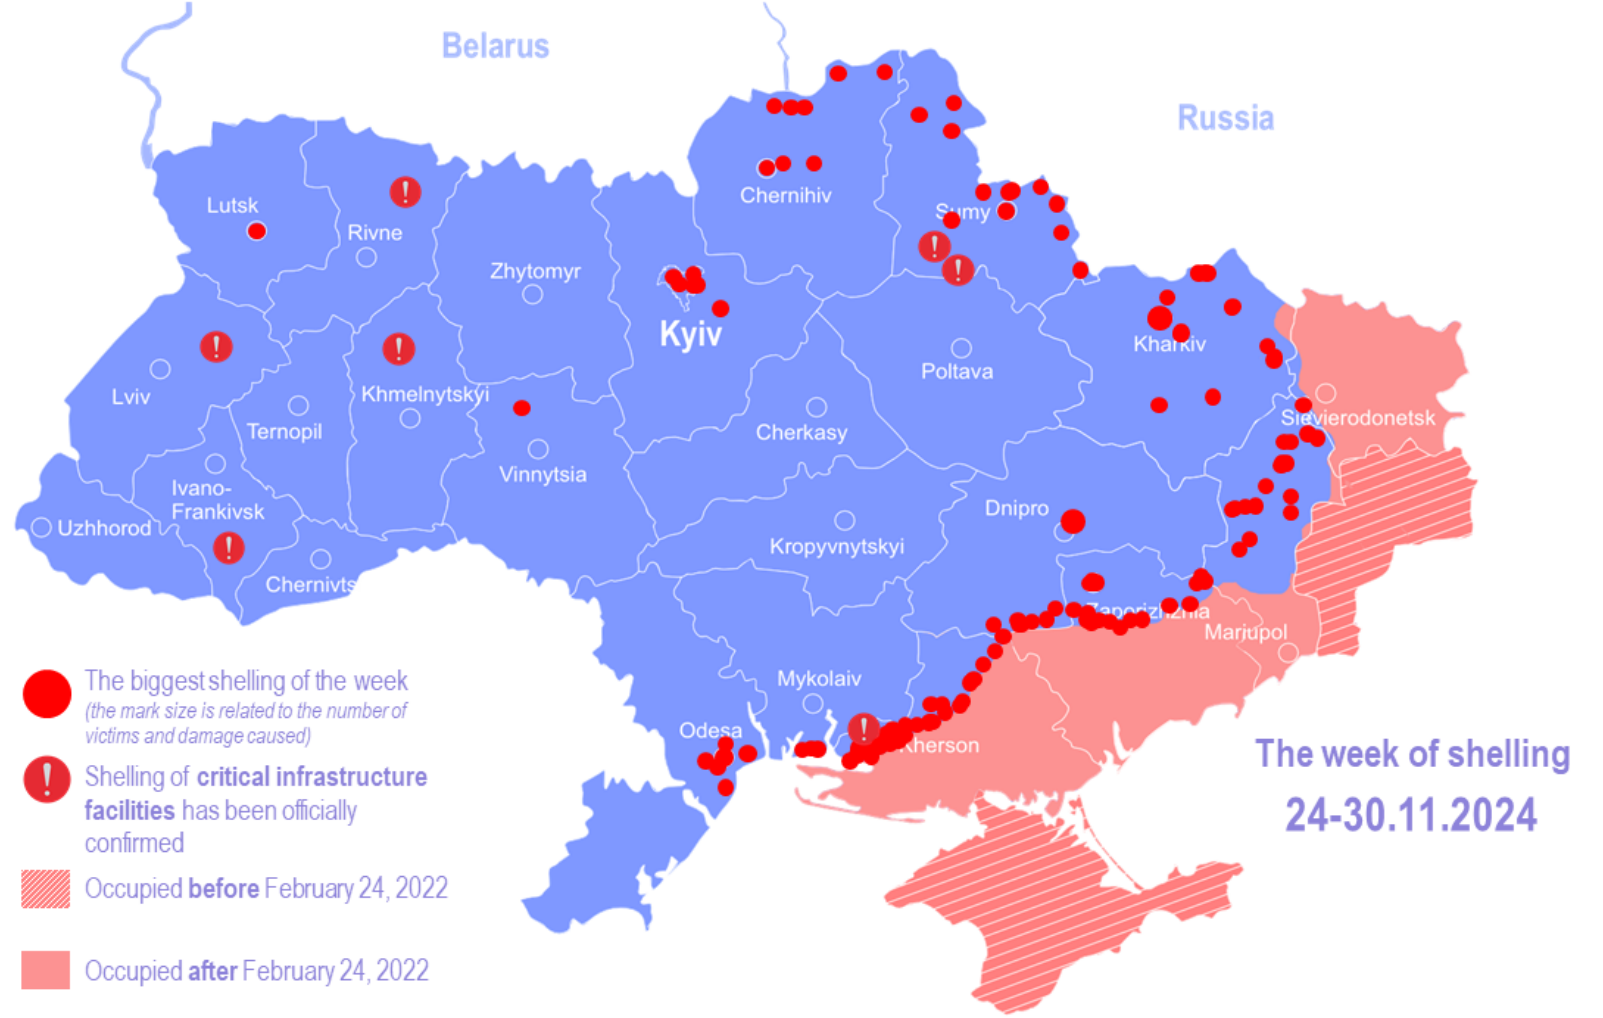 Belarus
Russia
Lutsk
Rivne
Chernihiv
Sumy
Zhytomyr
Kyiv
Kharkiv
Lviv
Khmelnytskyi
Ternopil
Poltava
Cherkasy
Sievierodonetsk
Vinnytsia
Ivano-
Frankivsk
Uzhhorod
Dnipro
Kropyvnytskyi
Chernivts
Zaporizhzhia
Mariupol
Mykolaiv
Odesa
Kherson
The biggest shelling of the week
(the mark size is related to the number of
victims and damage caused)
Shelling of critical infrastructure
facilities has been officially
confirmed
Occupied before February 24, 2022
Occupied after February 24, 2022
The week of shelling
24-30.11.2024